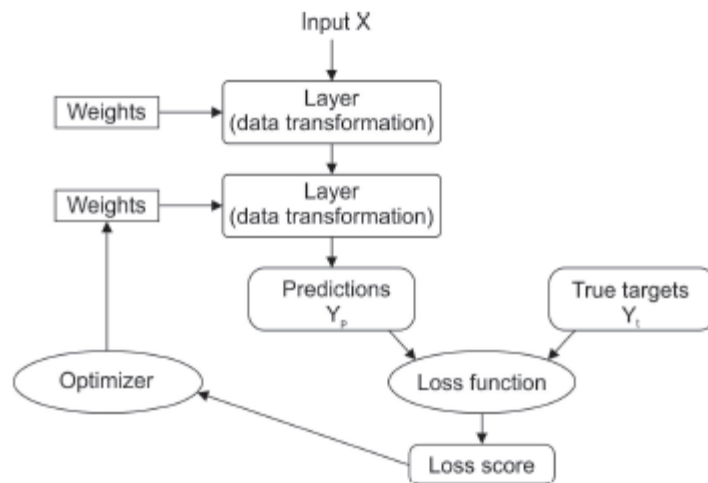 Input X
Weights
Layer
(data transformation)
Weights
Layer
(data transformation)
Predictions
Yp
True targets
Yt
Optimizer
Loss function
Loss score